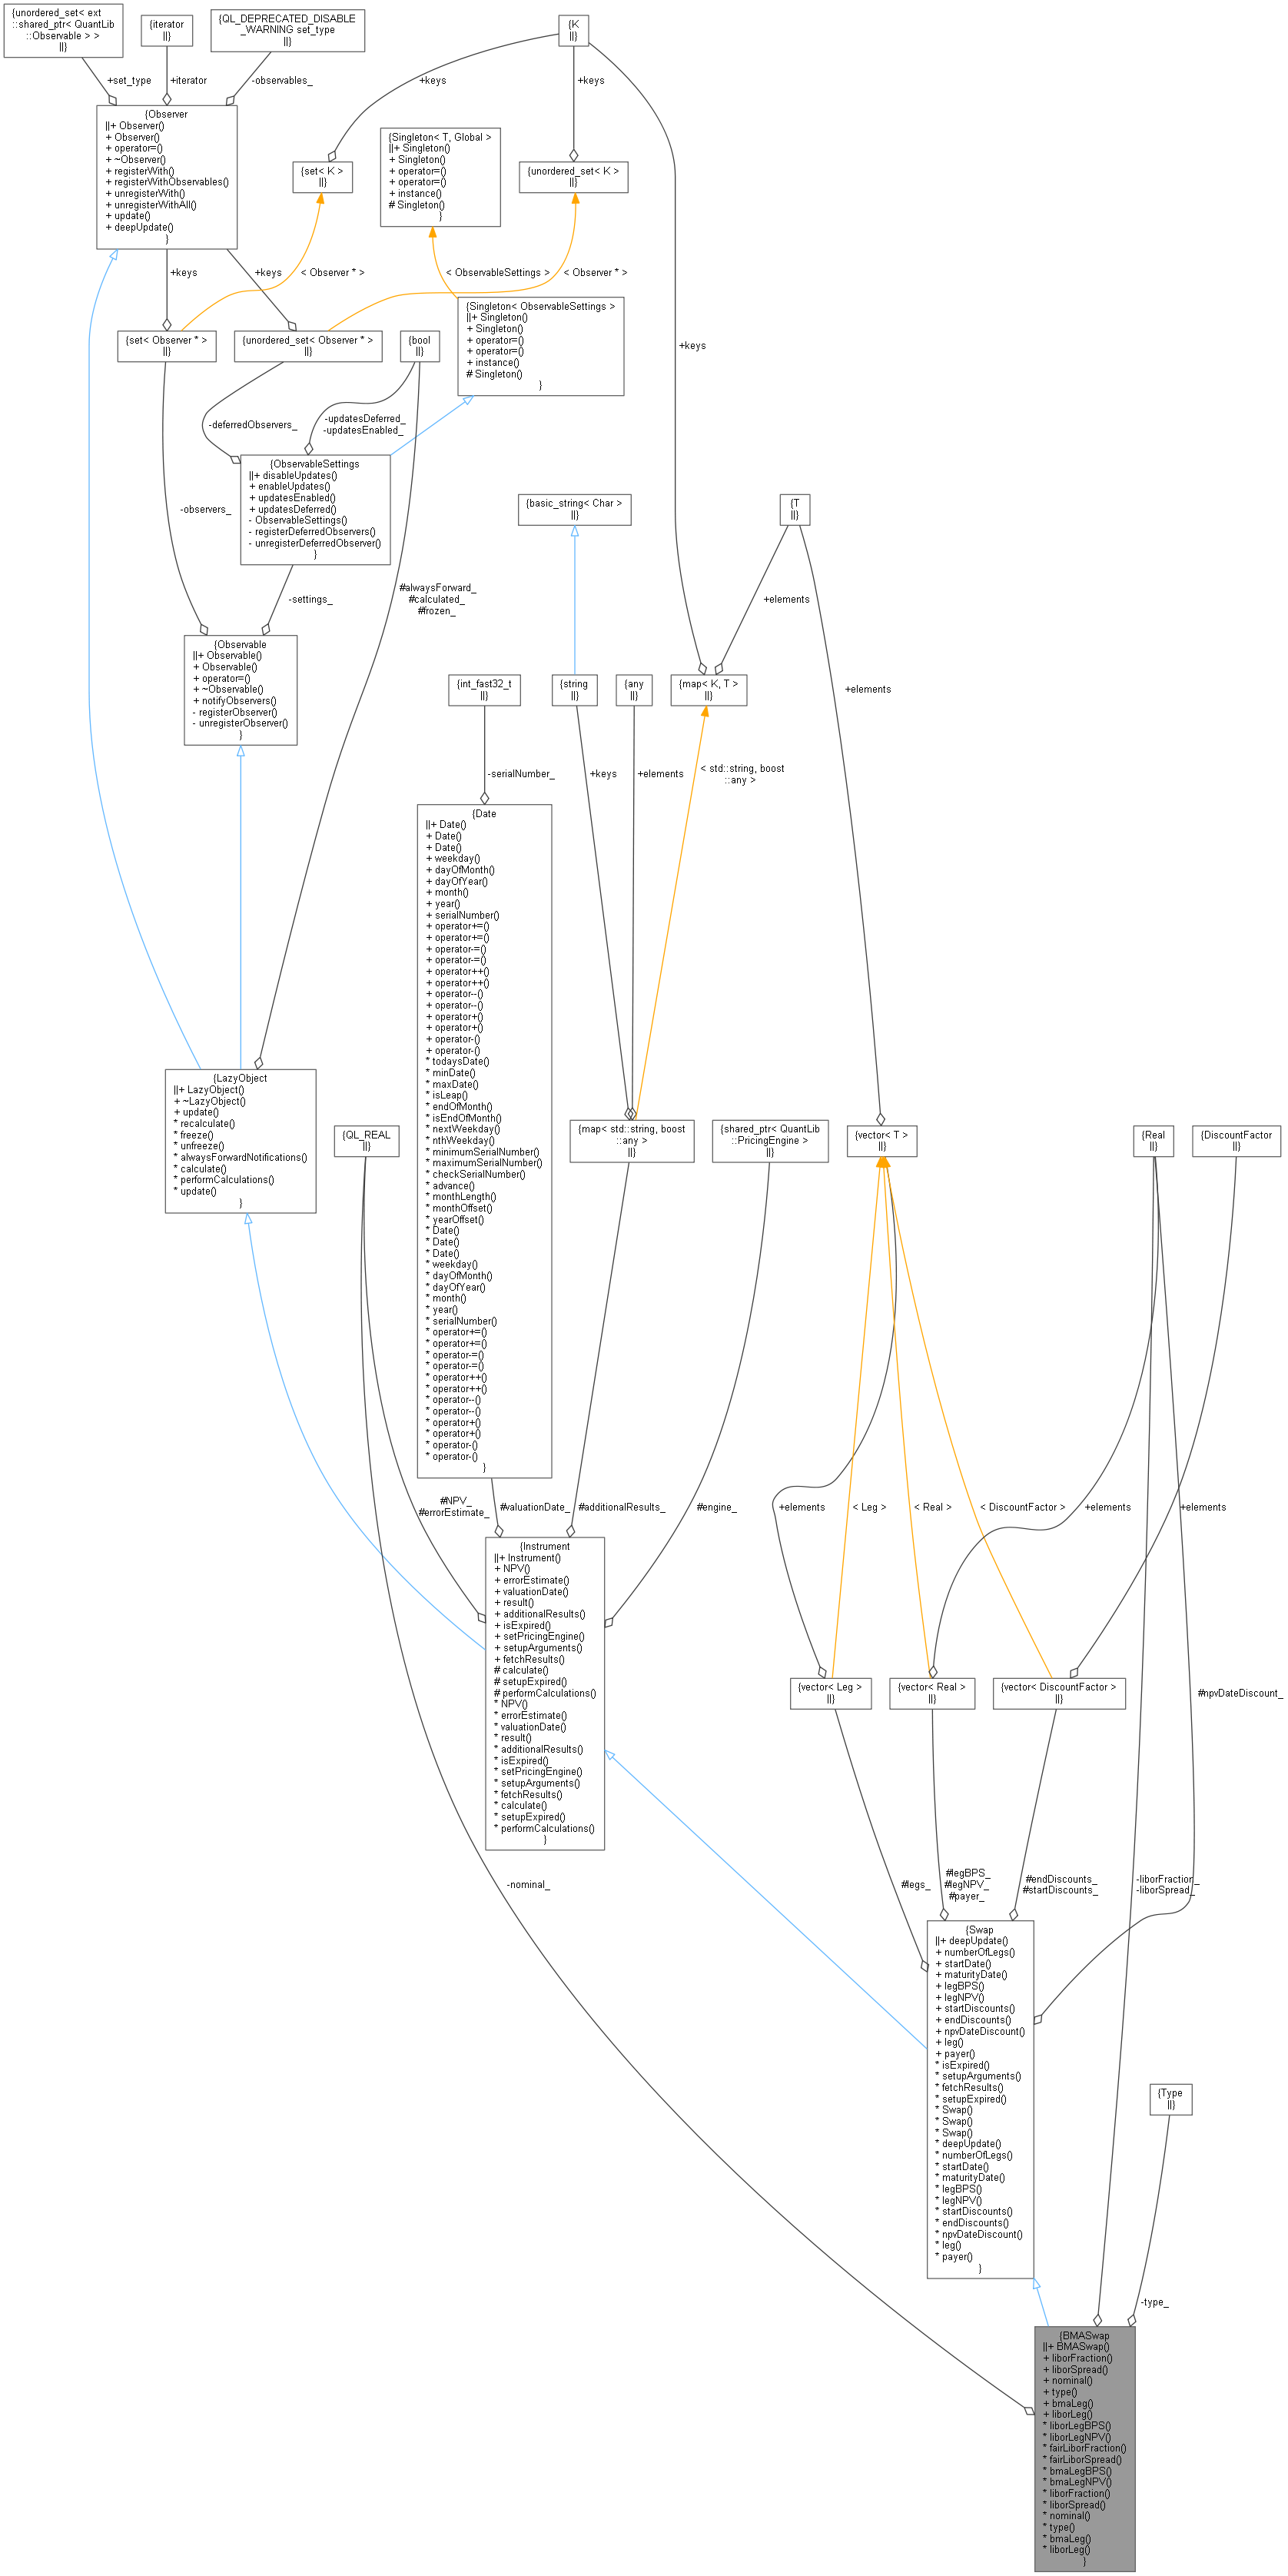 {unordered_set< ext
::shared_ptr< QuantLib
::Observable > >
||}
{iterator
||}
{QL_DEPRECATED_DISABLE
_WARNING set_type
||}
{K
||}
+set_type
+iterator
-observables_
+keys
+keys
{Observer
||+ Observer()
+ Observer()
+ operator=()
+ ~Observer()
+ registerWith()
+ registerWithObservables()
+ unregisterWith()
+ unregisterWithAll()
+ update()
+ deepUpdate()
}
{set< K >
||}
{Singleton< T, Global >
||+ Singleton()
+ Singleton()
+ operator=()
+ operator=()
+ instance()
# Singleton()
}
{unordered_set< K >
||}
+keys
+keys
< Observer * >
< ObservableSettings >
< Observer * >
{set< Observer * >
||}
{unordered_set< Observer * >
||}
{bool
||}
{Singleton< ObservableSettings >
||+ Singleton()
+ Singleton()
+ operator=()
+ operator=()
+ instance()
# Singleton()
}
+keys
-deferredObservers_
-updatesDeferred_
-updatesEnabled_
{ObservableSettings
||+ disableUpdates()
+ enableUpdates()
+ updatesEnabled()
+ updatesDeferred()
- ObservableSettings()
- registerDeferredObservers()
- unregisterDeferredObserver()
}
-observers_
{basic_string< Char >
||}
{T
||}
-settings_
#alwaysForward_
#calculated_
#frozen_
+elements
{Observable
||+ Observable()
+ Observable()
+ operator=()
+ ~Observable()
+ notifyObservers()
- registerObserver()
- unregisterObserver()
}
{int_fast32_t
||}
{string
||}
{any
||}
{map< K, T >
||}
+elements
-serialNumber_
+keys
+elements
< std::string, boost
::any >
{Date
||+ Date()
+ Date()
+ Date()
+ weekday()
+ dayOfMonth()
+ dayOfYear()
+ month()
+ year()
+ serialNumber()
+ operator+=()
+ operator+=()
+ operator-=()
+ operator-=()
+ operator++()
+ operator++()
+ operator--()
+ operator--()
+ operator+()
+ operator+()
+ operator-()
+ operator-()
* todaysDate()
* minDate()
* maxDate()
* isLeap()
* endOfMonth()
* isEndOfMonth()
* nextWeekday()
* nthWeekday()
* minimumSerialNumber()
* maximumSerialNumber()
* checkSerialNumber()
* advance()
* monthLength()
* monthOffset()
* yearOffset()
* Date()
* Date()
* Date()
* weekday()
* dayOfMonth()
* dayOfYear()
* month()
* year()
* serialNumber()
* operator+=()
* operator+=()
* operator-=()
* operator-=()
* operator++()
* operator++()
* operator--()
* operator--()
* operator+()
* operator+()
* operator-()
* operator-()
}
{LazyObject
||+ LazyObject()
+ ~LazyObject()
+ update()
* recalculate()
* freeze()
* unfreeze()
* alwaysForwardNotifications()
* calculate()
* performCalculations()
* update()
}
{QL_REAL
||}
{map< std::string, boost
::any >
||}
{shared_ptr< QuantLib
::PricingEngine >
||}
{vector< T >
||}
{Real
||}
{DiscountFactor
||}
#NPV_
#errorEstimate_
#valuationDate_
#additionalResults_
#engine_
+elements
< Leg >
< Real >
< DiscountFactor >
+elements
+elements
{Instrument
||+ Instrument()
+ NPV()
+ errorEstimate()
+ valuationDate()
+ result()
+ additionalResults()
+ isExpired()
+ setPricingEngine()
+ setupArguments()
+ fetchResults()
# calculate()
# setupExpired()
# performCalculations()
* NPV()
* errorEstimate()
* valuationDate()
* result()
* additionalResults()
* isExpired()
* setPricingEngine()
* setupArguments()
* fetchResults()
* calculate()
* setupExpired()
* performCalculations()
}
{vector< Leg >
||}
{vector< Real >
||}
{vector< DiscountFactor >
||}
#npvDateDiscount_
-nominal_
#legs_
#legBPS_
#legNPV_
#payer_
#endDiscounts_
#startDiscounts_
-liborFraction_
-liborSpread_
{Swap
||+ deepUpdate()
+ numberOfLegs()
+ startDate()
+ maturityDate()
+ legBPS()
+ legNPV()
+ startDiscounts()
+ endDiscounts()
+ npvDateDiscount()
+ leg()
+ payer()
* isExpired()
* setupArguments()
* fetchResults()
* setupExpired()
* Swap()
* Swap()
* Swap()
* deepUpdate()
* numberOfLegs()
* startDate()
* maturityDate()
* legBPS()
* legNPV()
* startDiscounts()
* endDiscounts()
* npvDateDiscount()
* leg()
* payer()
}
{Type
||}
-type_
{BMASwap
||+ BMASwap()
+ liborFraction()
+ liborSpread()
+ nominal()
+ type()
+ bmaLeg()
+ liborLeg()
* liborLegBPS()
* liborLegNPV()
* fairLiborFraction()
* fairLiborSpread()
* bmaLegBPS()
* bmaLegNPV()
* liborFraction()
* liborSpread()
* nominal()
* type()
* bmaLeg()
* liborLeg()
}